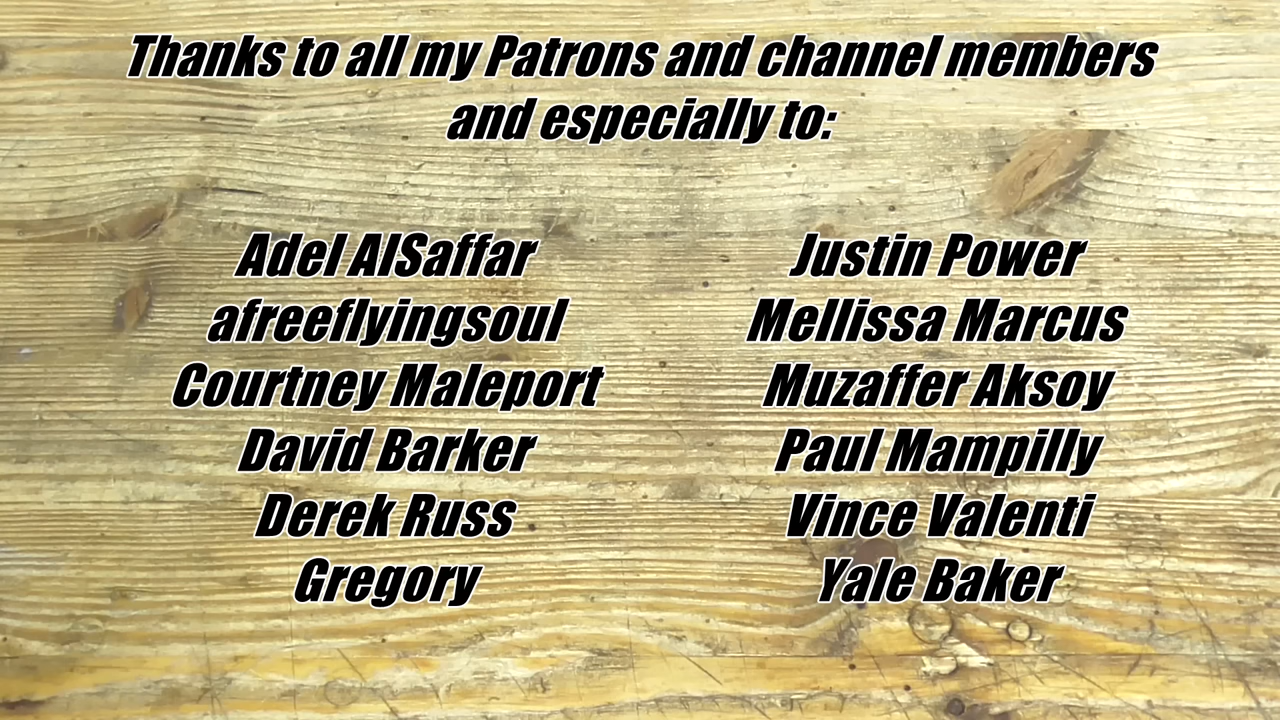 Thanks to all my Patrons and channel members
and especially to:
Adel AlSaffar
afreeflyingsoul
Courtney Maleport
David Barker
Derek Russ
Gregory
Justin Power
Mellissa Marcus
Muzaffer Aksoy
Paul Mampilly
Vince Valenti
Yale Baker